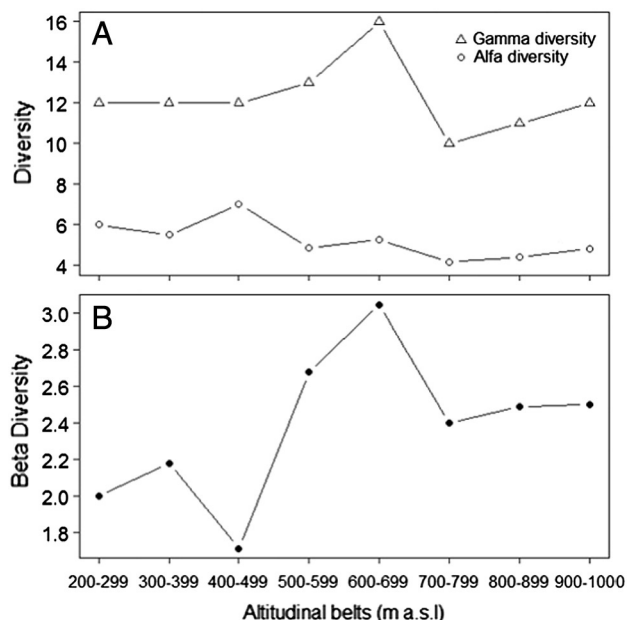 A
Gamma diversity
Alfa diversity
16
14
12
10
8
6
4
Diversity
B
3.0
2.8
2.6
2.4
2.2
2.0
1.8
Beta Diversity
200-299 300-399 400-499 500-599 600-699 700-799 800-899 900-1000
Altitudinal belts (m a.s.l)